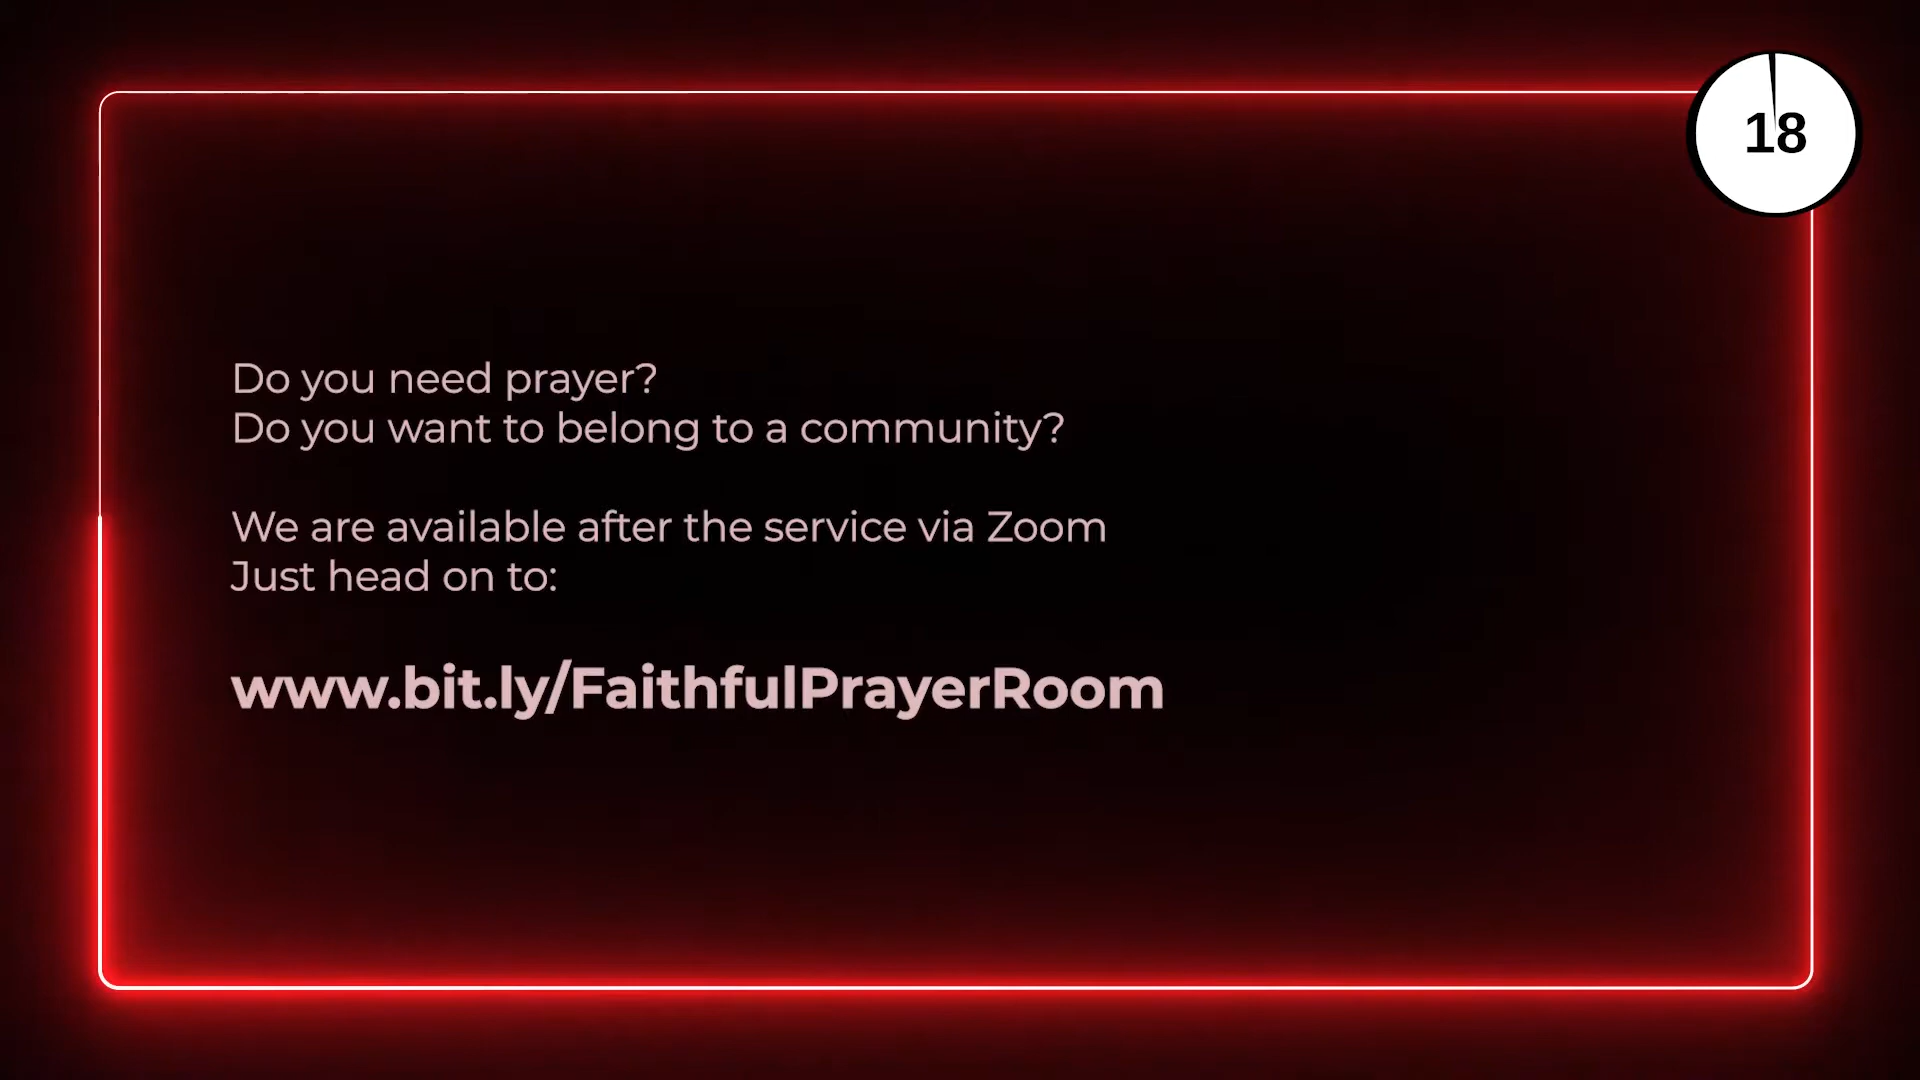 18
Do you need prayer?
Do you want to belong to a community?
We are available after the service via Zoom
Just head on to:
www.bit.ly/FaithfulPrayerRoom